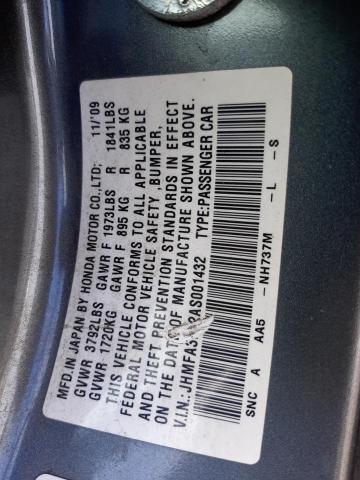 MFD. IN JAPAN BY HONDA MOTOR CO.,LTD; 11/'09
GVWR 3792LBS GAWR F 1973LBS R 1841LBS
GVWR 1720KG GAWR F 895 KG R 835 KG
THIS VEHICLE CONFORMS TO ALL APPLICABLE
FEDERAL MOTOR VEHICLE SAFETY ,BUMPER,
AND THEFT PREVENTION STANDARDS IN EFFECT
ON THE DATE OF MANUFACTURE SHOWN ABOVE.
V.I.N.: TYPE:PASSENGER CAR
SNC A AA5 - NH737M - L - S